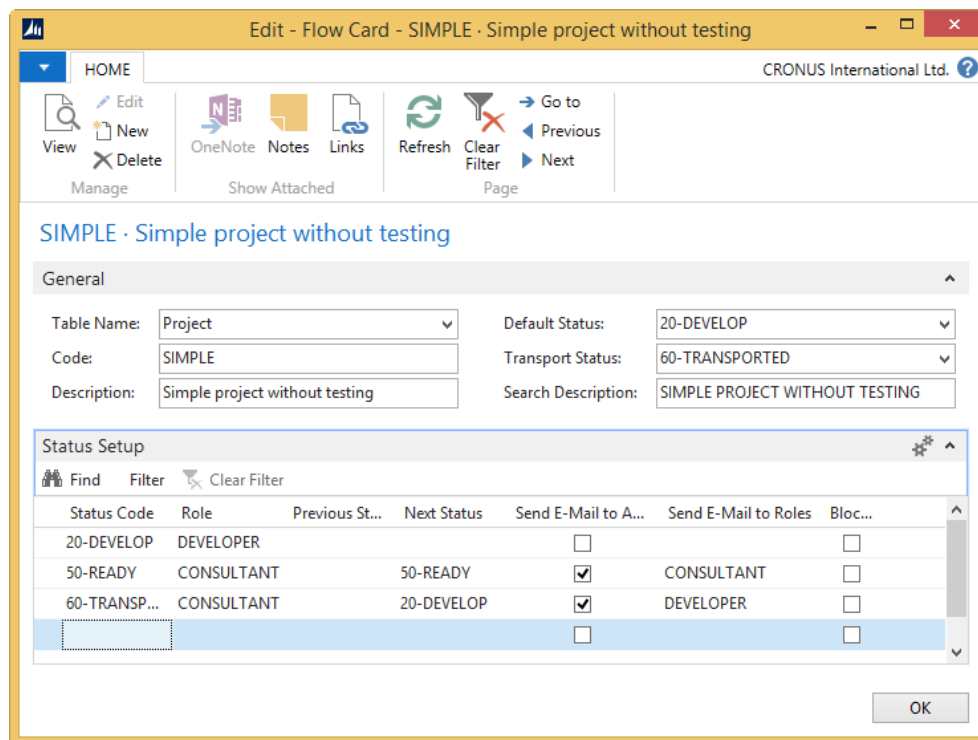 Edit - Flow Card - SIMPLE · Simple project without testing
HOME
CRONUS International Ltd.
View
Edit
New
Delete
Manage
OneNote
Notes
Links
Show Attached
Refresh
Clear
Filter
Go to
Previous
Next
Page
SIMPLE · Simple project without testing
General
Table Name: Project
Default Status: 20-DEVELOP
Code: SIMPLE
Transport Status: 60-TRANSPORTED
Description: Simple project without testing
Search Description: SIMPLE PROJECT WITHOUT TESTING
Status Setup
Find Filter Clear Filter
Status Code Role Previous St... Next Status Send E-Mail to A... Send E-Mail to Roles Bloc...
20-DEVELOP DEVELOPER
50-READY CONSULTANT 50-READY CONSULTANT
60-TRANSP... CONSULTANT 20-DEVELOP DEVELOPER
OK